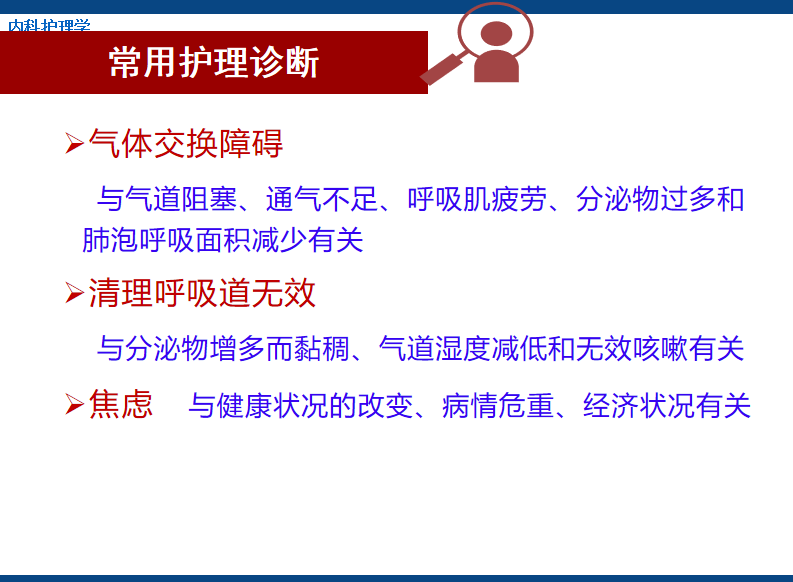 内科护理学
常用护理诊断
➢气体交换障碍
与气道阻塞、通气不足、呼吸肌疲劳、分泌物过多和
肺泡呼吸面积减少有关
➢清理呼吸道无效
与分泌物增多而黏稠、气道湿度减低和无效咳嗽有关
➢焦虑 与健康状况的改变、病情危重、经济状况有关